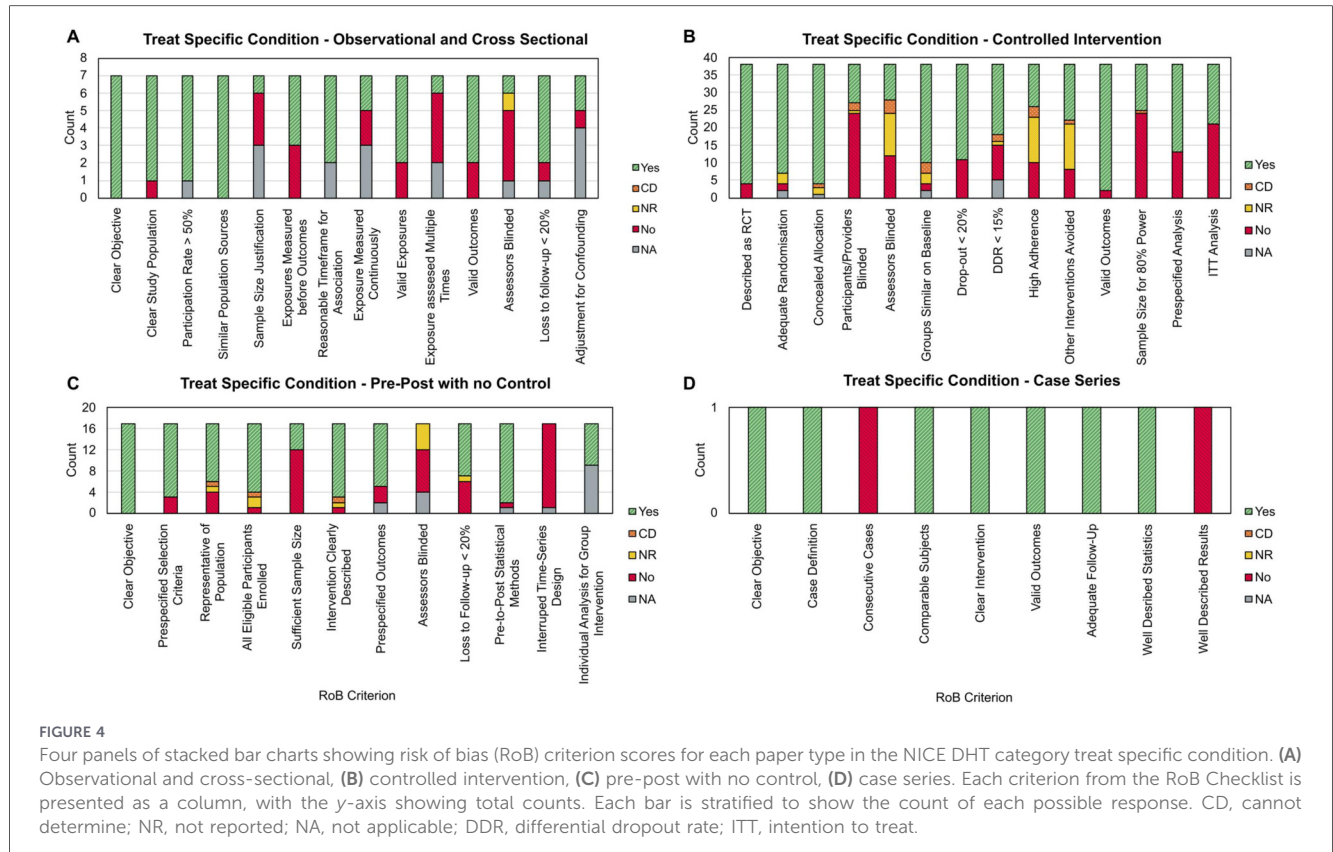 A
Treat Specific Condition - Observational and Cross Sectional
8
7
6
5
4
3
2
1
0
Count
Yes
CD
NR
No
NA
Clear Objective
Clear Study Population
Participation Rate > 50%
Similar Population Sources
Sample Size Justification
Exposures Measured
before Outcomes
Reasonable Timeframe for
Association
Exposure Measured
Continuously
Valid Exposures
Exposure asssesed Multiple
Times
Valid Outcomes
Assessors Blinded
Loss to follow-up < 20%
Adjustment for Confounding
B
Treat Specific Condition - Controlled Intervention
40
35
30
25
20
15
10
5
0
Count
Yes
CD
NR
No
NA
Described as RCT
Adequate Randomisation
Concealed Allocation
Participants/Providers
Blinded
Assessors Blinded
Groups Similar on Baseline
Drop-out < 20%
DDR < 15%
High Adherence
Other Interventions Avoided
Valid Outcomes
Sample Size for 80% Power
Prespecified Analysis
ITT Analysis
C
Treat Specific Condition - Pre-Post with no Control
20
16
12
8
4
0
Count
Yes
CD
NR
No
NA
Clear Objective
Prespecified Selection
Criteria
Representative of
Population
All Eligible Participants
Enrolled
Sufficient Sample Size
Intervention Clearly
Described
Prespecified Outcomes
Assessors Blinded
Loss to Follow-up < 20%
Pre-to-Post Statistical
Methods
Interruped Time-Series
Design
Individual Analysis for Group
Intervention
RoB Criterion
D
Treat Specific Condition - Case Series
1
0
Count
Yes
CD
NR
No
NA
Clear Objective
Case Definition
Consecutive Cases
Comparable Subjects
Clear Intervention
Valid Outcomes
Adequate Follow-Up
Well Desribed Statistics
Well Described Results
RoB Criterion
FIGURE 4
Four panels of stacked bar charts showing risk of bias (RoB) criterion scores for each paper type in the NICE DHT category treat specific condition. (A)
Observational and cross-sectional, (B) controlled intervention, (C) pre-post with no control, (D) case series. Each criterion from the RoB Checklist is
presented as a column, with the y-axis showing total counts. Each bar is stratified to show the count of each possible response. CD, cannot
determine; NR, not reported; NA, not applicable; DDR, differential dropout rate; ITT, intention to treat.